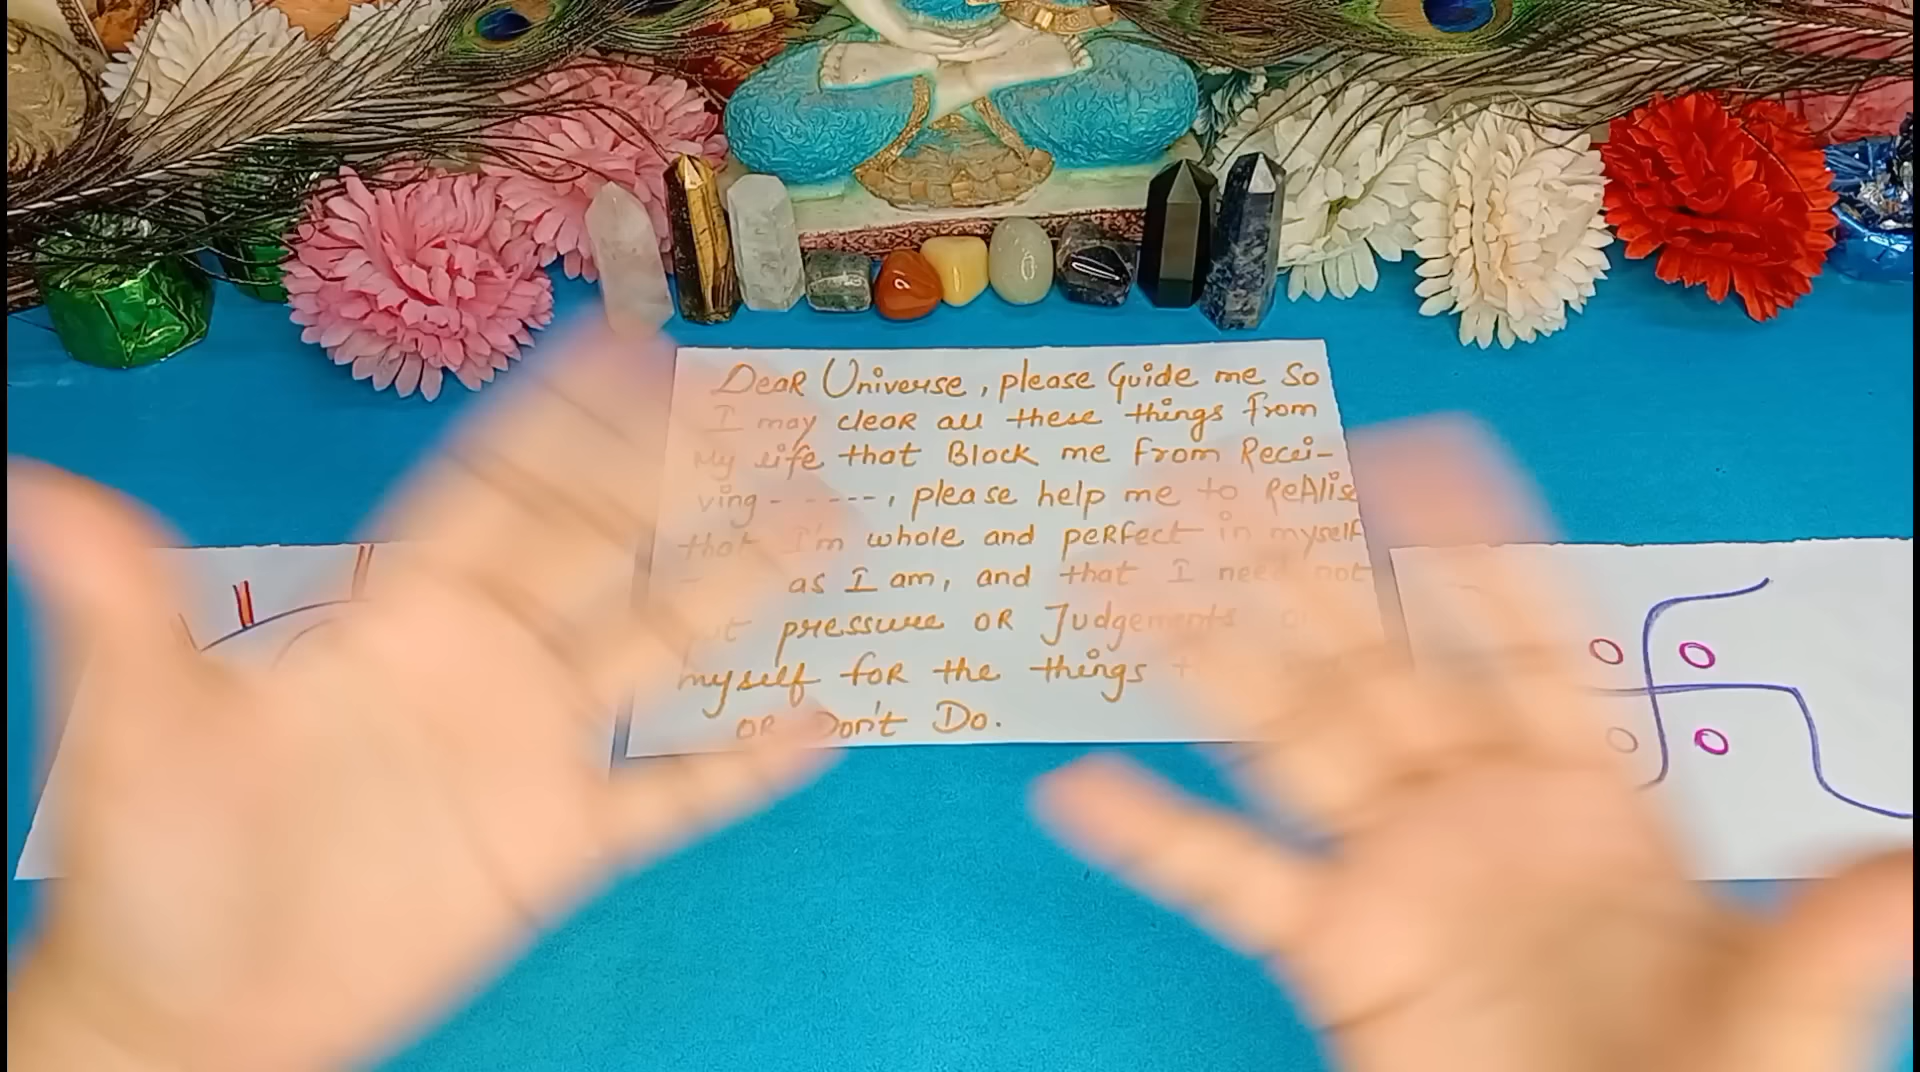 Dear Universe, please Guide me so
I may clear all these things from
My life that Block me from Recei-
ving - - - - - -, please help me to ReAlise
that I'm whole and perfect in myself
as I am, and that I need not
pressure or Judgements
myself for the things
or Don't Do.